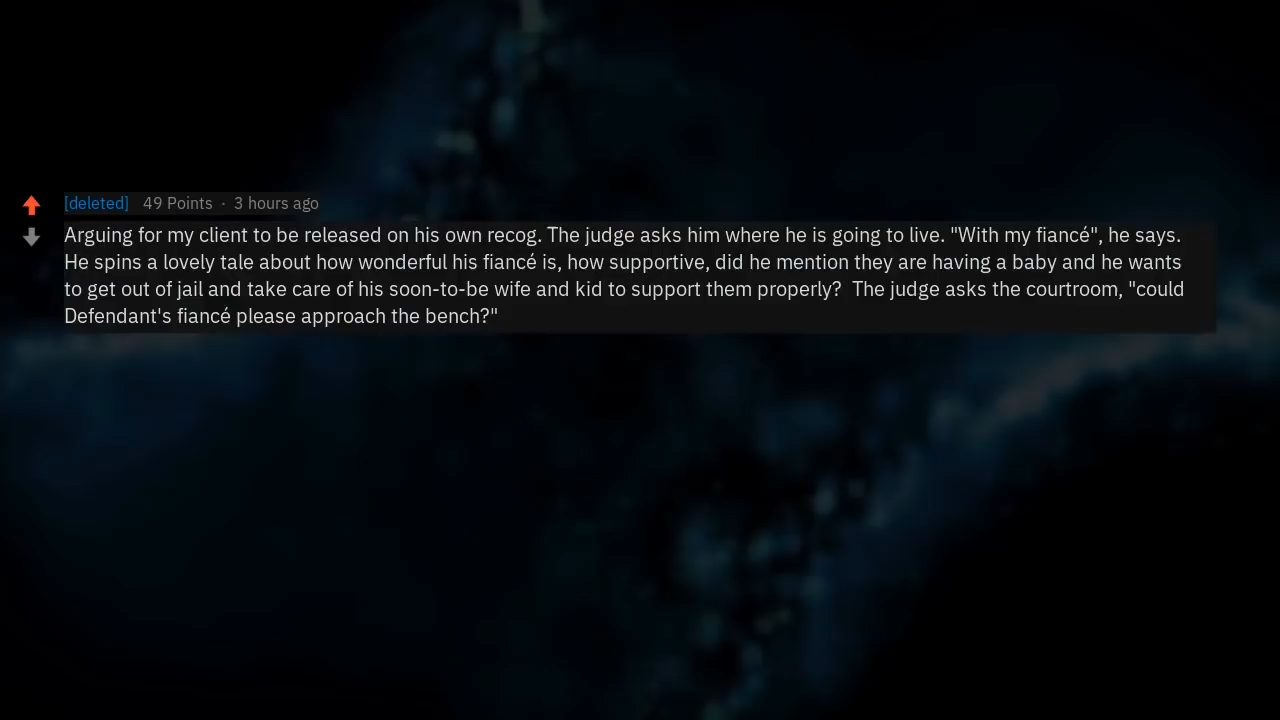 [deleted] 49 Points · 3 hours ago
Arguing for my client to be released on his own recog. The judge asks him where he is going to live. "With my fiancé", he says.
He spins a lovely tale about how wonderful his fiancé is, how supportive, did he mention they are having a baby and he wants
to get out of jail and take care of his soon-to-be wife and kid to support them properly?  The judge asks the courtroom, "could
Defendant's fiancé please approach the bench?"